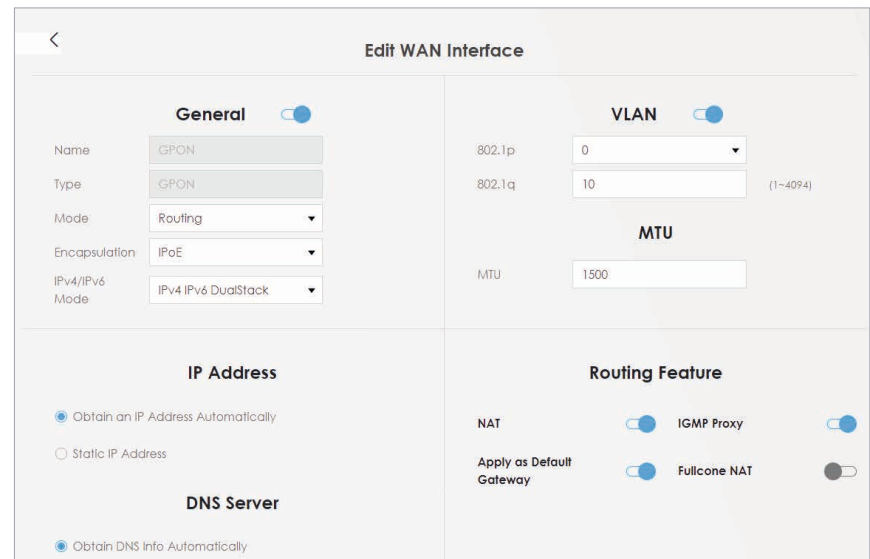 Edit WAN Interface
General
Name GPON
Type GPON
Mode Routing
Encapsulation IPoE
IPv4/IPv6
Mode
IPv4 IPv6 DualStack
VLAN
802.1p 0
802.1q 10 (1~4094)
MTU
MTU 1500
IP Address
Obtain an IP Address Automatically
Static IP Address
DNS Server
Obtain DNS Info Automatically
Routing Feature
NAT IGMP Proxy
Apply as Default
Gateway
Fullcone NAT